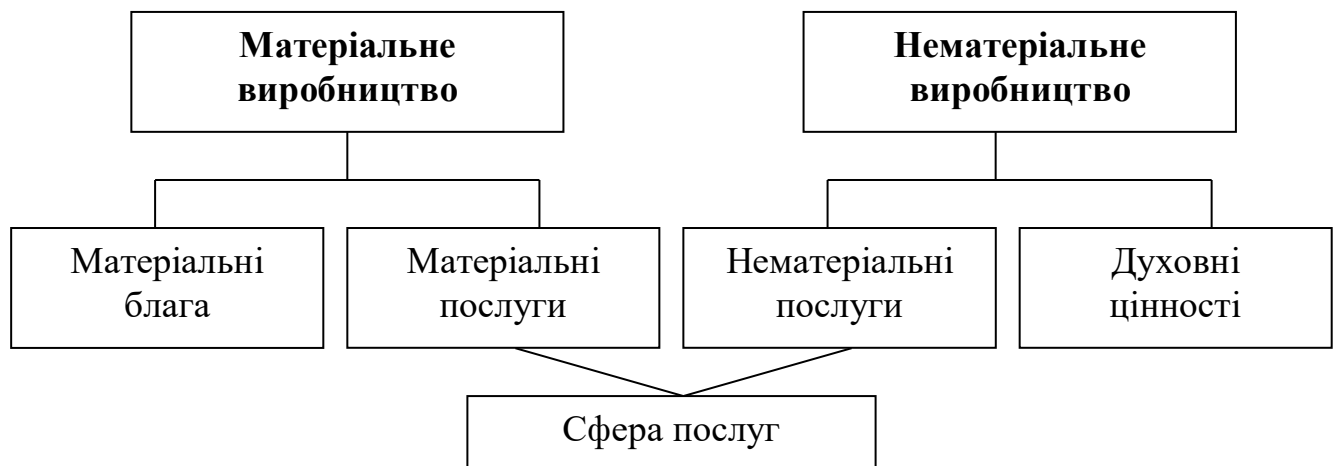 Матеріальне
виробництво
Нематеріальне
виробництво
Матеріальні
блага
Матеріальні
послуги
Нематеріальні
послуги
Духовні
цінності
Сфера послуг